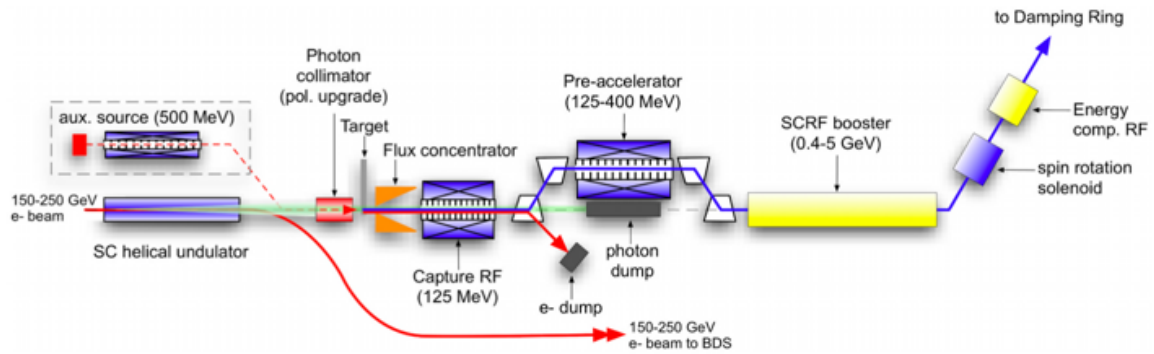 to Damping Ring
Photon
collimator
(pol. upgrade)
Pre-accelerator
(125-400 MeV)
aux. source (500 MeV)
Target
Flux concentrator
SCRF booster
(0.4-5 GeV)
Energy
comp. RF
spin rotation
solenoid
150-250 GeV
e- beam
SC helical undulator
Capture RF
(125 MeV)
photon
dump
e- dump
150-250 GeV
e- beam to BDS